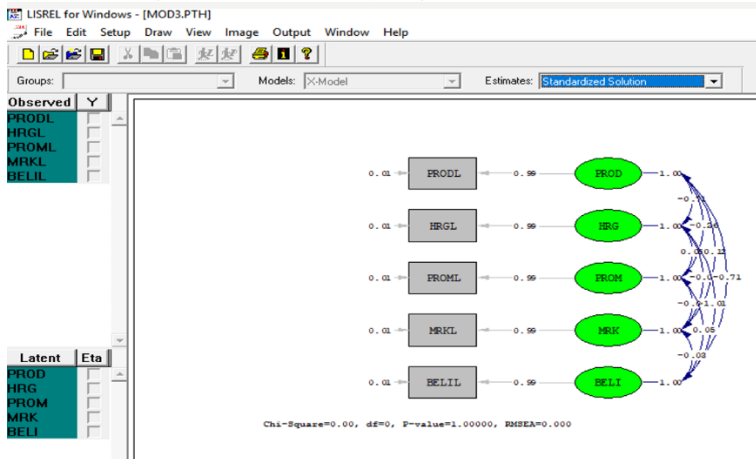 LISREL for Windows - [MOD3.PTH]
File Edit Setup Draw View Image Output Window Help
Groups: Models: X-Model Estimates: Standardized Solution
Observed Y
PRODL
HRGL
PROML
MRKL
BELIL
0.01 PRODL 0.99 PROD 1.00
0.01 HRGL 0.99 HRG 1.00
0.01 PROML 0.99 PROM 1.00 -0.71
0.01 MRKL 0.99 MRK 1.00 0.05
-0.03
0.01 BELIL 0.99 BELI 1.00
Chi-Square=0.00, df=0, P-value=1.00000, RMSEA=0.000
Latent Eta
PROD
HRG
PROM
MRK
BELI